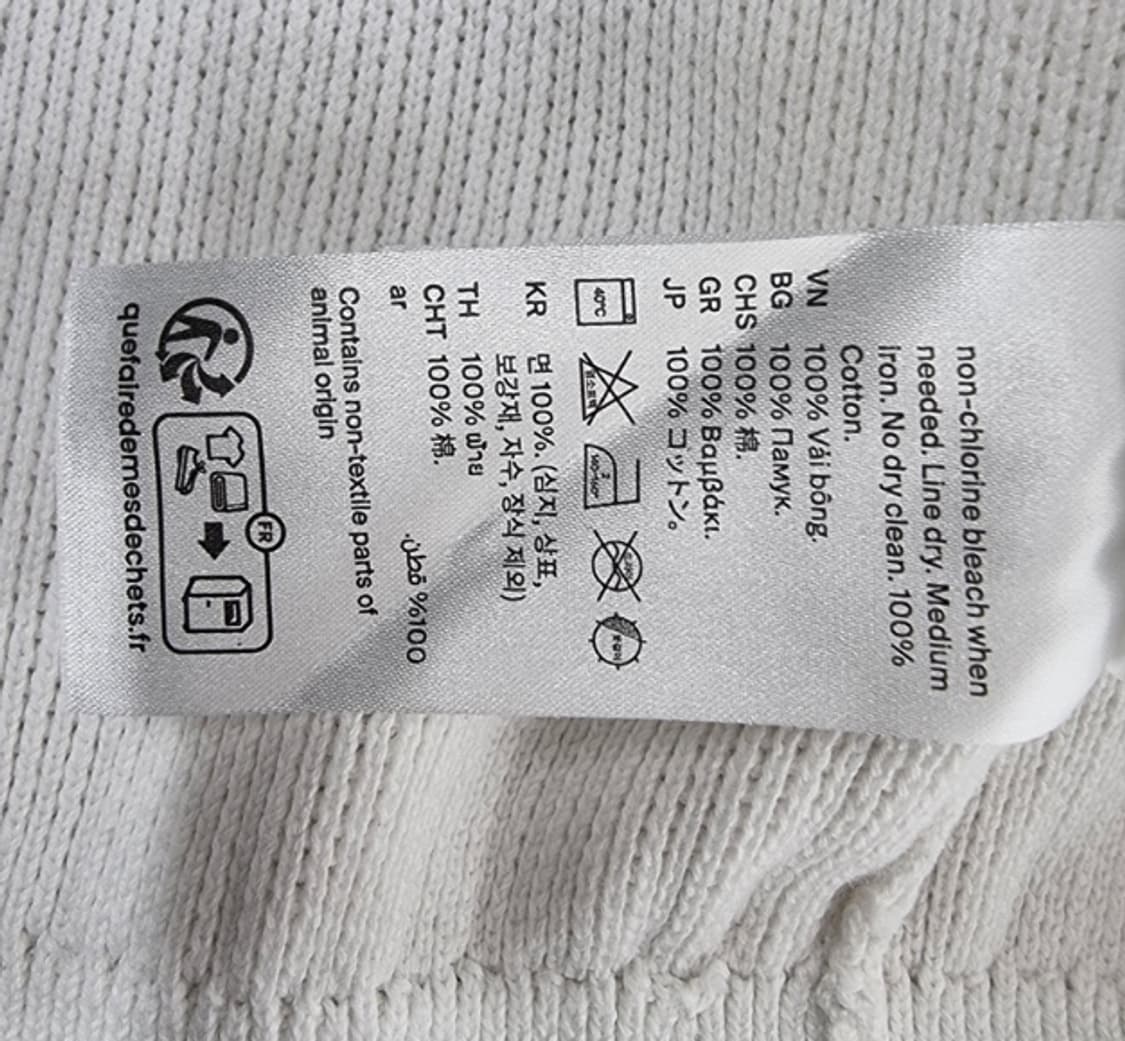 non-chlorine bleach when
needed. Line dry. Medium
iron. No dry clean. 100%
Cotton.
VN 100% Vải bông.
BG 100% Памук.
CHS 100% 棉.
GR 100% Βαμβάκι.
JP 100% コットン。
40℃
KR 면 100%. (심지, 상표,
보강재, 자수, 장식 제외)
TH 100% ฝ้าย
CHT 100% 棉.
ar
100% قطن.
Contains non-textile parts of
animal origin
FR
quefairedemesdechets.fr